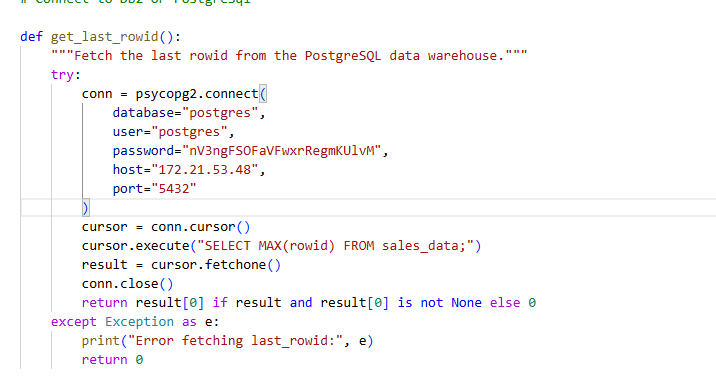 # Connect to DB2 or PostgreSql
def get_last_rowid():
    """Fetch the last rowid from the PostgreSQL data warehouse."""
    try:
        conn = psycopg2.connect(
            database="postgres",
            user="postgres",
            password="nV3ngFSOFaVFwxrRegmKUlvM",
            host="172.21.53.48",
            port="5432"
        )
        cursor = conn.cursor()
        cursor.execute("SELECT MAX(rowid) FROM sales_data;")
        result = cursor.fetchone()
        conn.close()
        return result[0] if result and result[0] is not None else 0
    except Exception as e:
        print("Error fetching last_rowid:", e)
        return 0